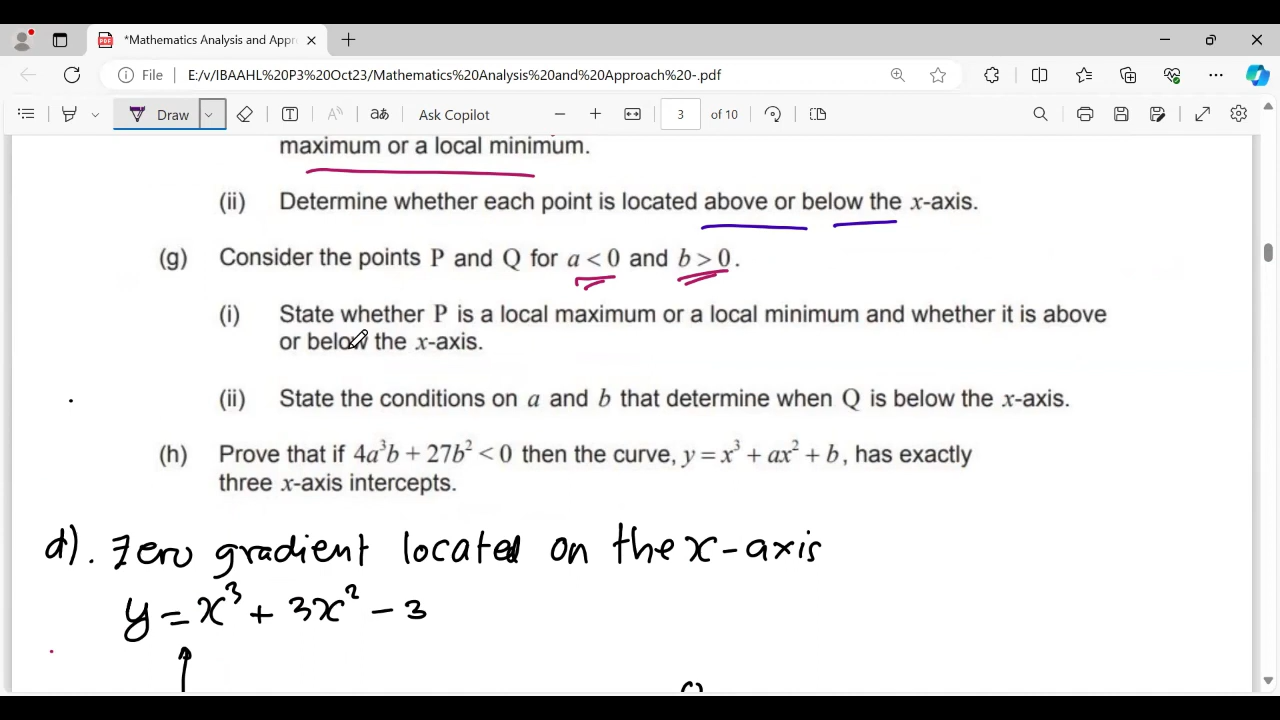 *Mathematics Analysis and Appr
File E:/v/IBAAHL%20P3%20Oct23/Mathematics%20Analysis%20and%20Approach%20-.pdf
Draw aあ Ask Copilot 3 of 10
maximum or a local minimum.
(ii) Determine whether each point is located above or below the x-axis.
(g) Consider the points P and Q for a < 0 and b > 0.
(i) State whether P is a local maximum or a local minimum and whether it is above
or below the x-axis.
(ii) State the conditions on a and b that determine when Q is below the x-axis.
(h) Prove that if 4a³b + 27b² < 0 then the curve, y = x³ + ax² + b, has exactly
three x-axis intercepts.
d). Zero gradient located on the x-axis
y = x³ + 3x² - 3